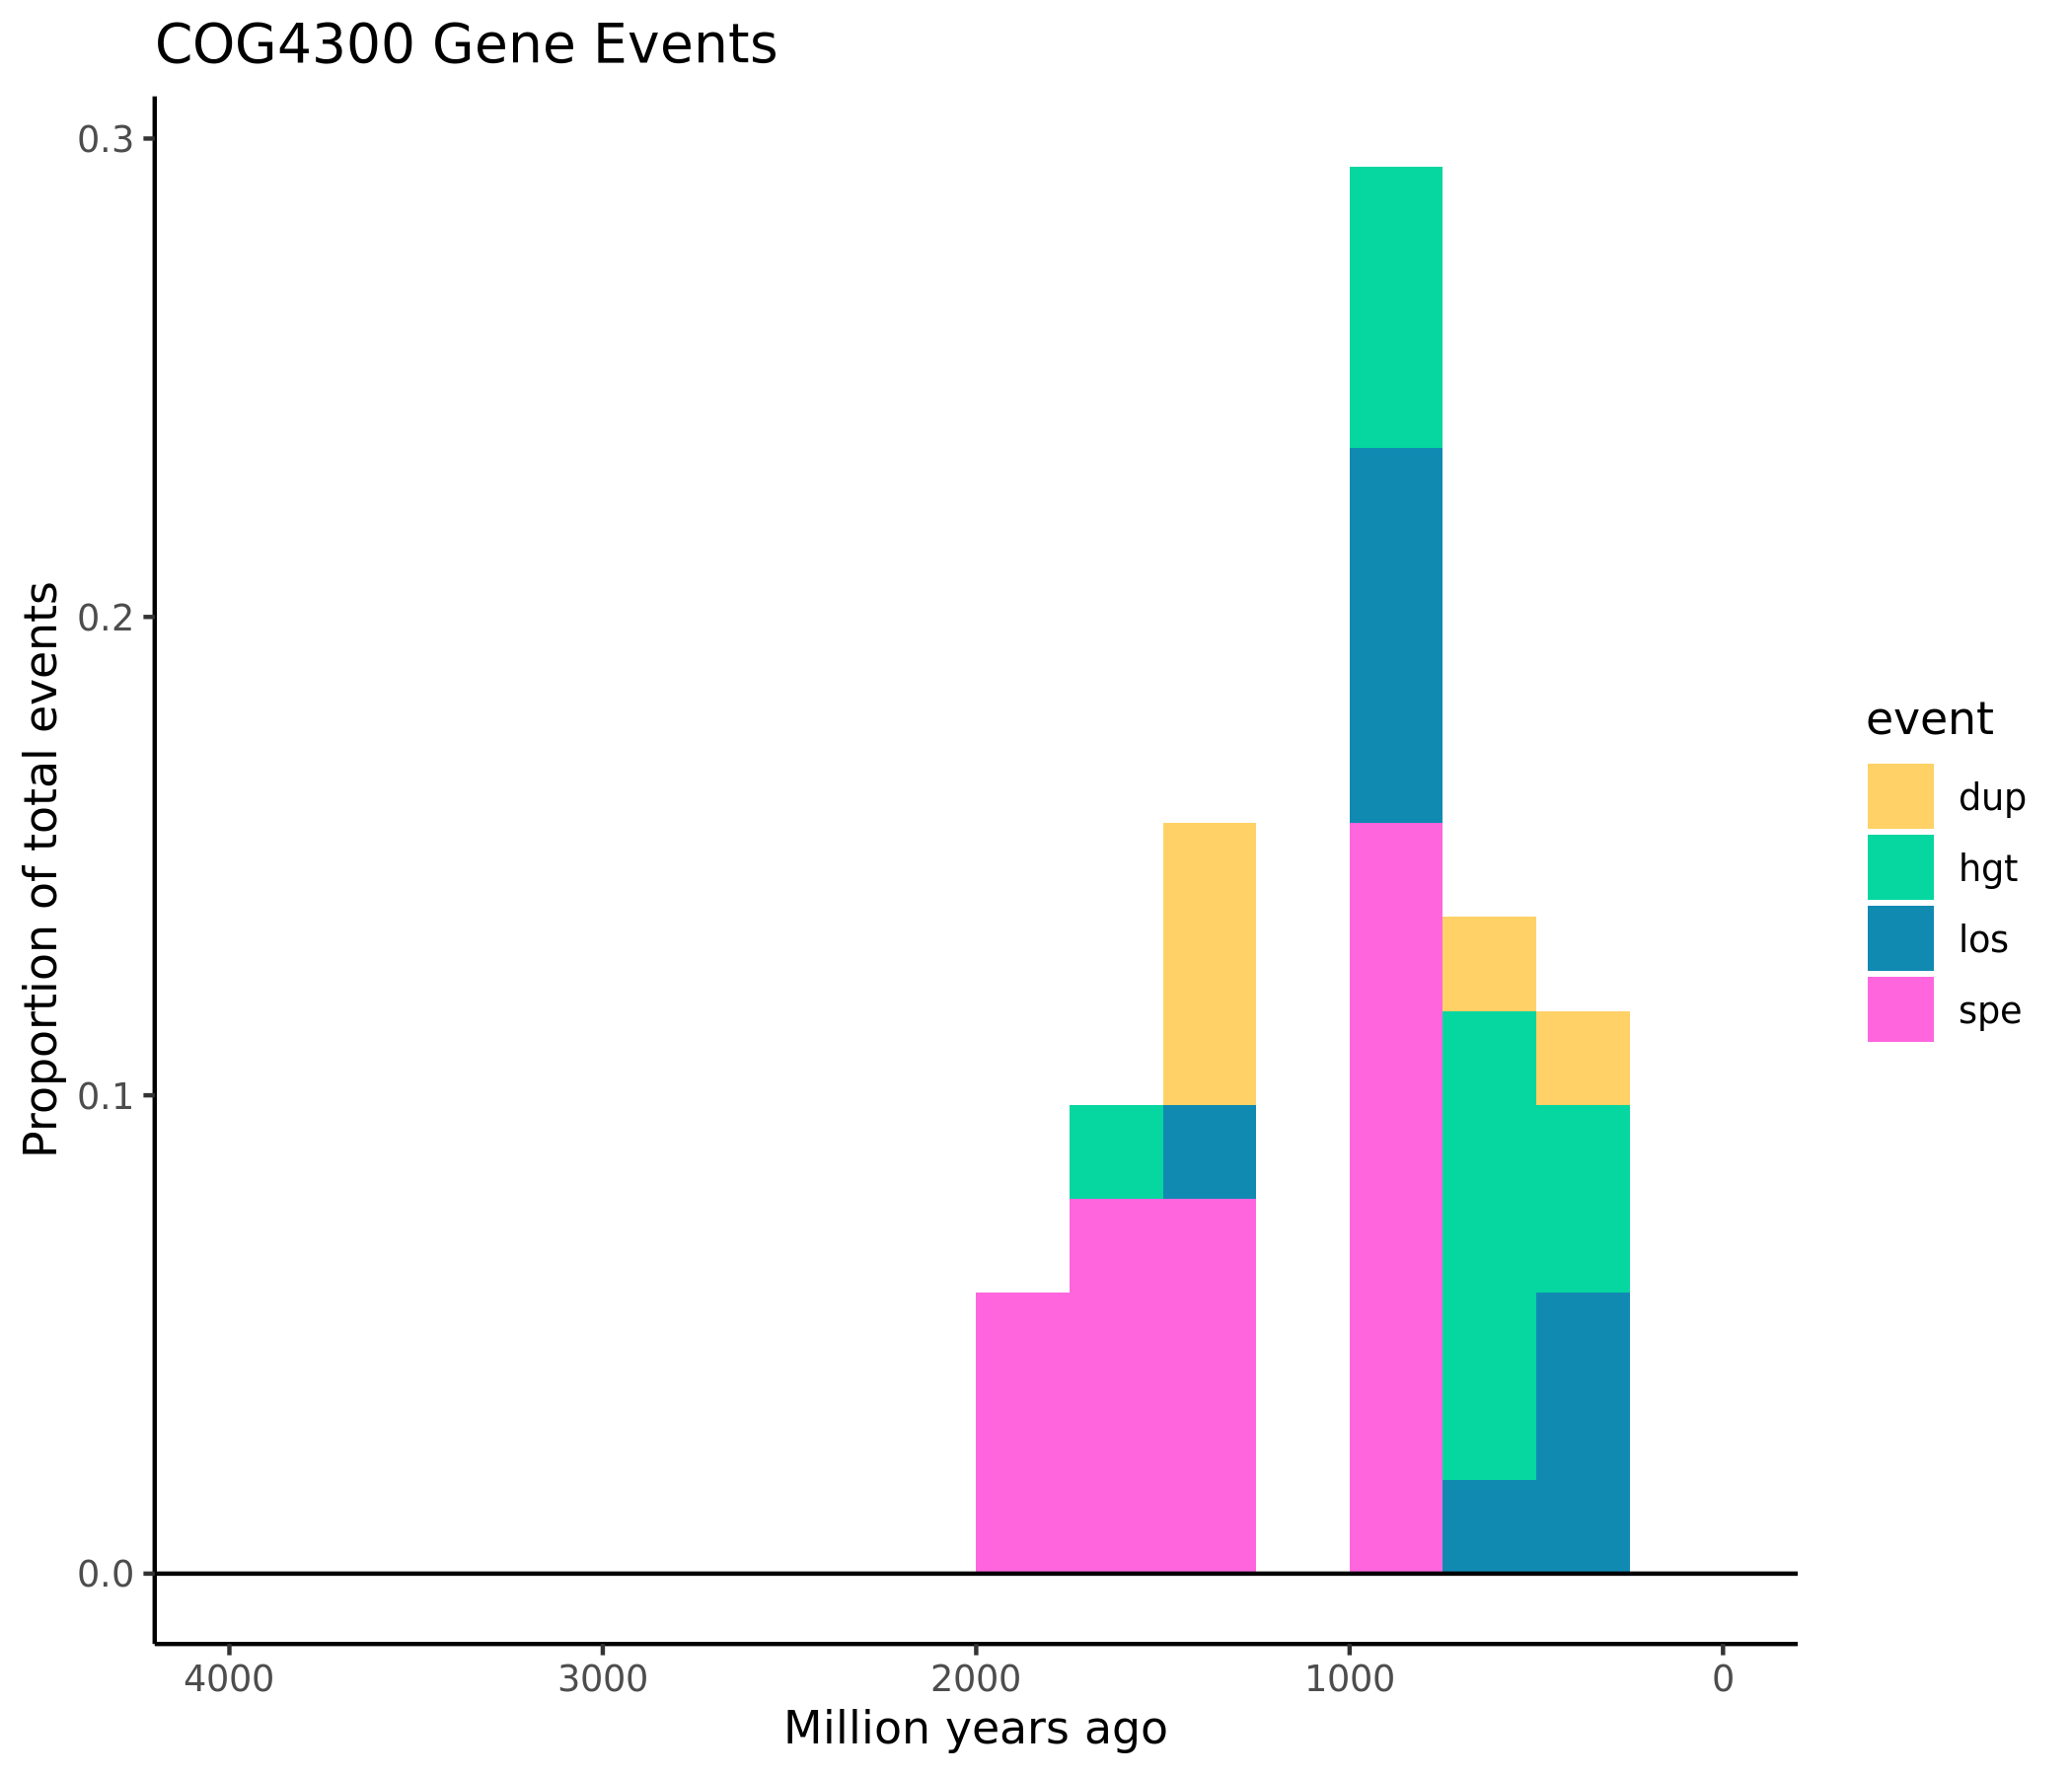 COG4300 Gene Events
Proportion of total events
0.3
0.2
0.1
0.0
4000 3000 2000 1000 0
Million years ago
event
dup
hgt
los
spe